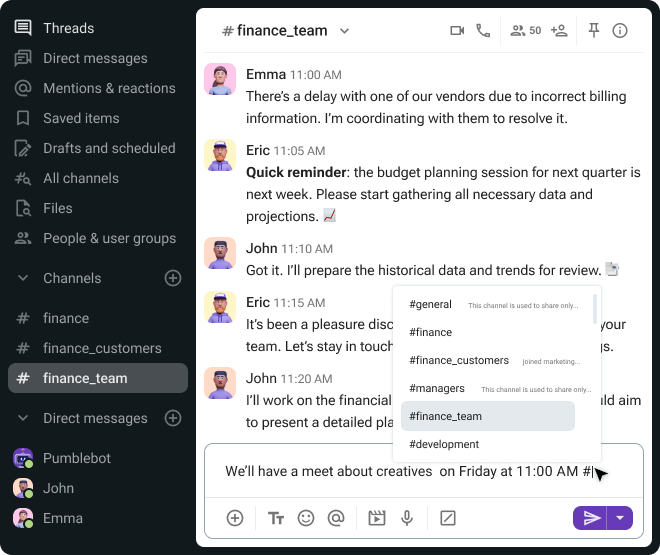 Threads
Direct messages
Mentions & reactions
Saved items
Drafts and scheduled
All channels
Files
People & user groups
Channels
# finance
# finance_customers
# finance_team
Direct messages
Pumblebot
John
Emma
# finance_team
50
Emma 11:00 AM
There’s a delay with one of our vendors due to incorrect billing
information. I’m coordinating with them to resolve it.
Eric 11:05 AM
Quick reminder: the budget planning session for next quarter is
next week. Please start gathering all necessary data and
projections. 📈
John 11:10 AM
Got it. I’ll prepare the historical data and trends for review.
Eric 11:15 AM
It’s been a pleasure disc your
team. Let’s stay in touch gs.
John 11:20 AM
I’ll work on the financial uld aim
to present a detailed pla
#general This channel is used to share only...
#finance
#finance_customers joined marketing...
#managers This channel is used to share only...
#finance_team
#development
We’ll have a meet about creatives  on Friday at 11:00 AM #
Tт